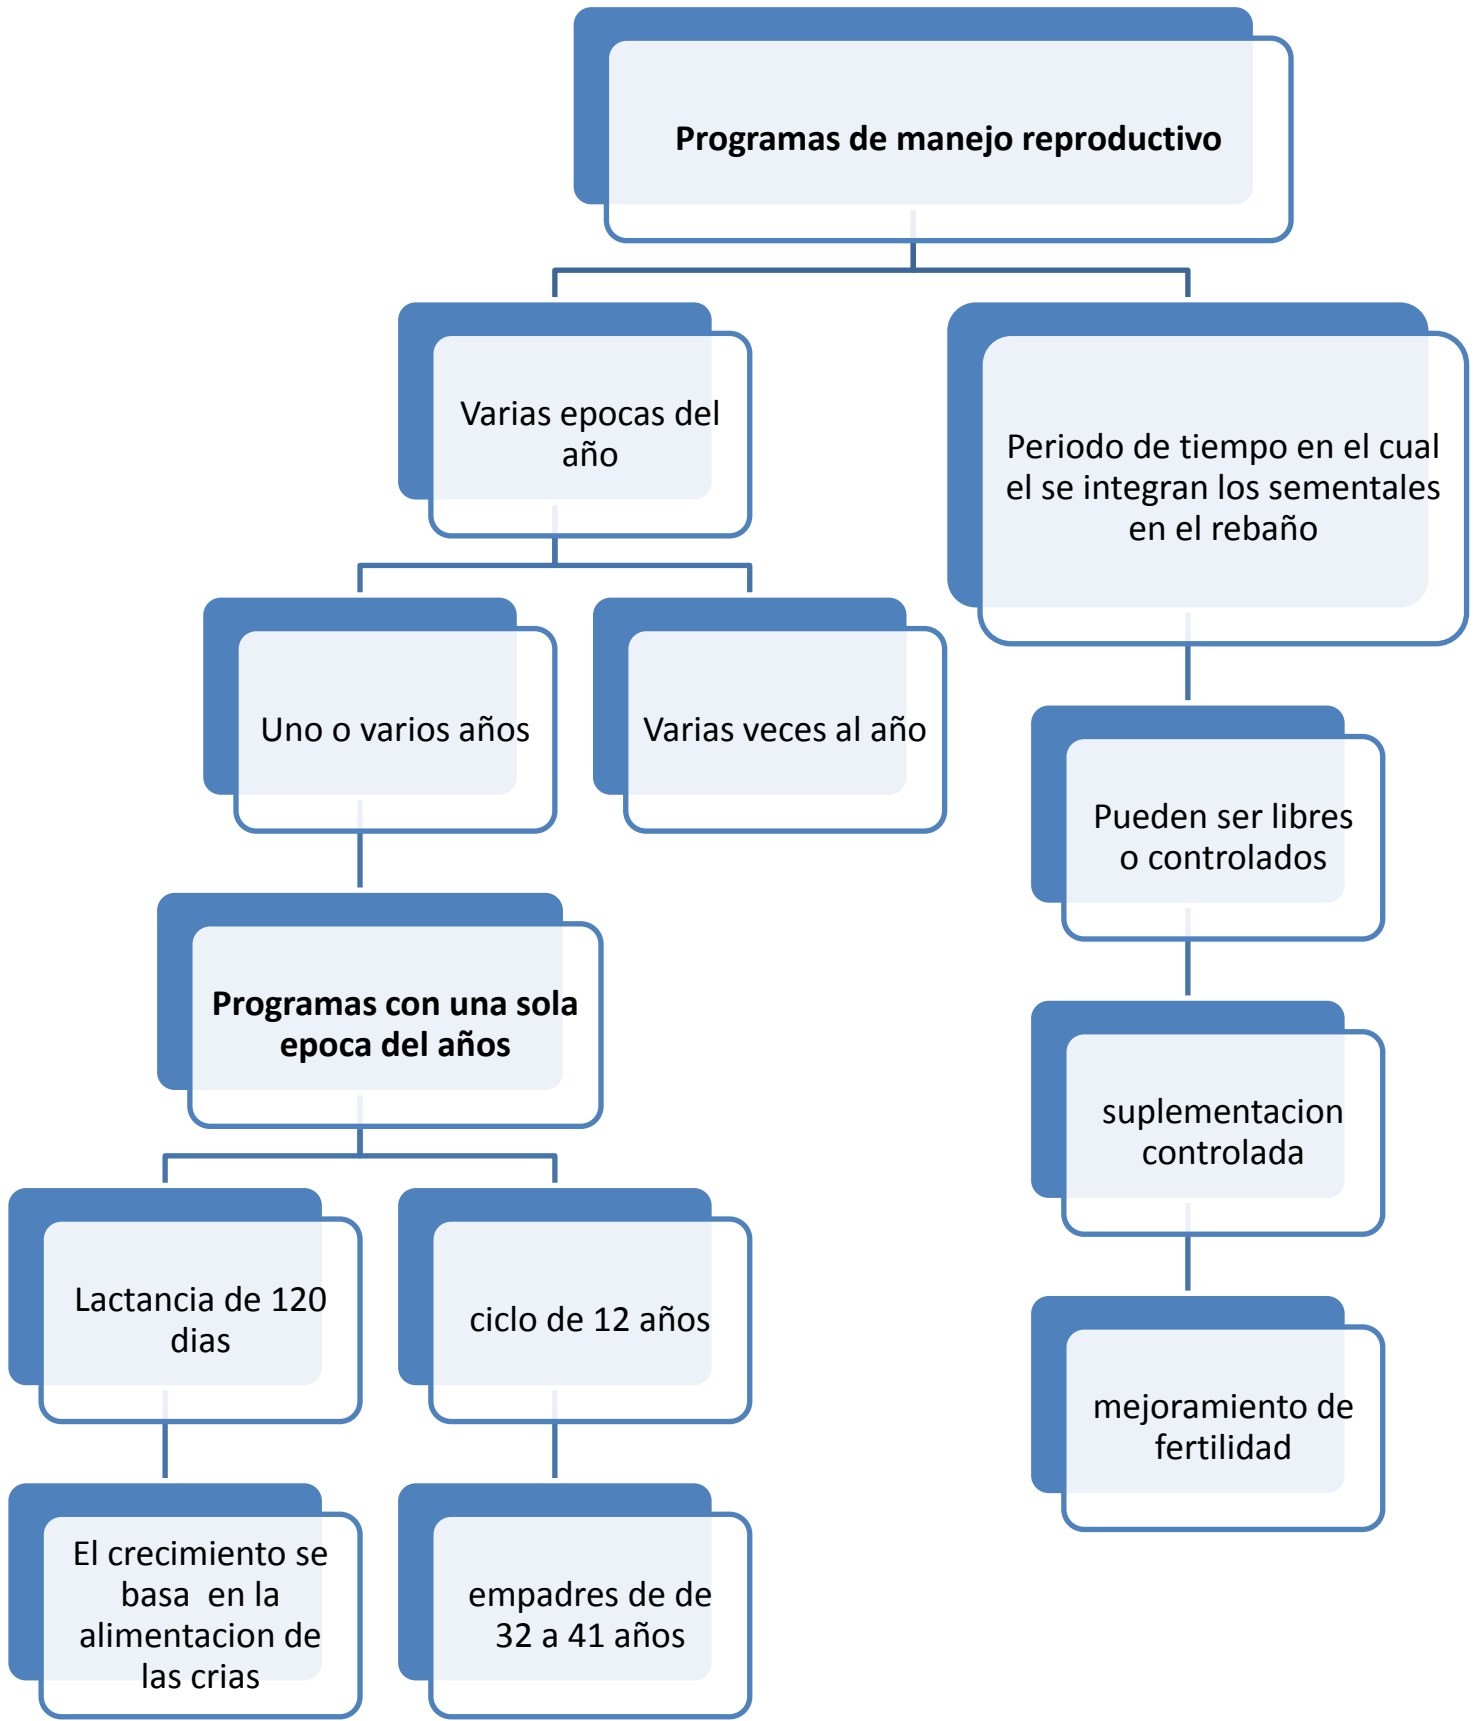 Programas de manejo reproductivo
Varias epocas del
año
Periodo de tiempo en el cual
el se integran los sementales
en el rebaño
Uno o varios años
Varias veces al año
Pueden ser libres
o controlados
Programas con una sola
epoca del años
suplementacion
controlada
Lactancia de 120
dias
ciclo de 12 años
mejoramiento de
fertilidad
El crecimiento se
basa  en la
alimentacion de
las crias
empadres de de
32 a 41 años